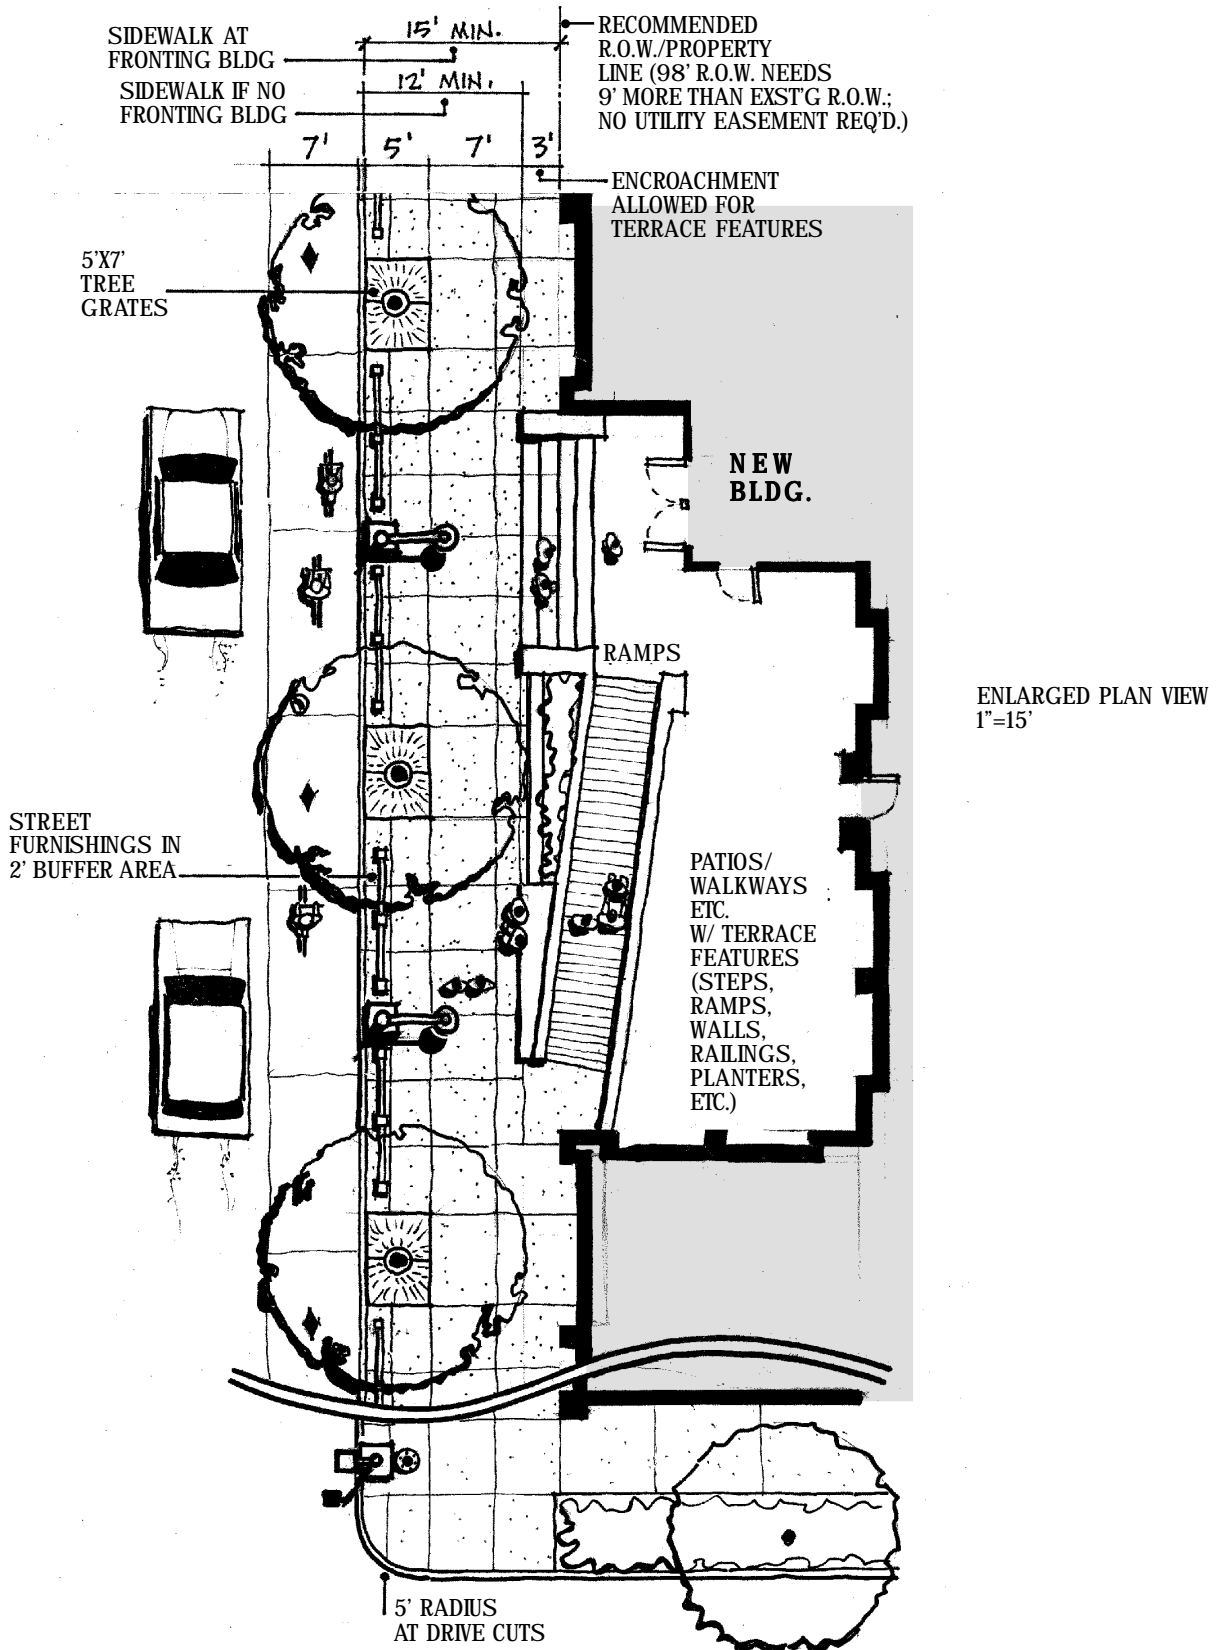 SIDEWALK AT
FRONTING BLDG
SIDEWALK IF NO
FRONTING BLDG
15' MIN.
12' MIN.
7'
5'
7'
3'
RECOMMENDED
R.O.W./PROPERTY
LINE (98' R.O.W. NEEDS
9' MORE THAN EXST'G R.O.W.;
NO UTILITY EASEMENT REQ'D.)
ENCROACHMENT
ALLOWED FOR
TERRACE FEATURES
5'X7'
TREE
GRATES
NEW
BLDG.
RAMPS
ENLARGED PLAN VIEW
1"=15'
STREET
FURNISHINGS IN
2' BUFFER AREA
PATIOS/
WALKWAYS
ETC.
W/ TERRACE
FEATURES
(STEPS,
RAMPS,
WALLS,
RAILINGS,
PLANTERS,
ETC.)
5' RADIUS
AT DRIVE CUTS